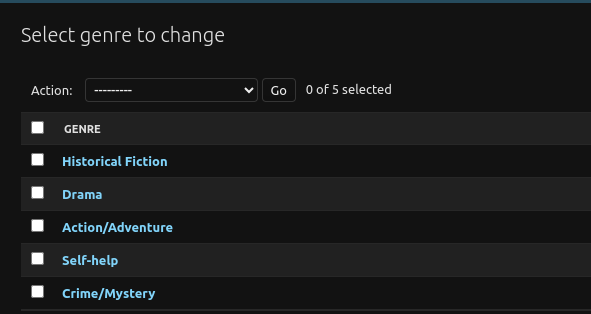 Select genre to change
Action: --------- Go 0 of 5 selected
GENRE
Historical Fiction
Drama
Action/Adventure
Self-help
Crime/Mystery